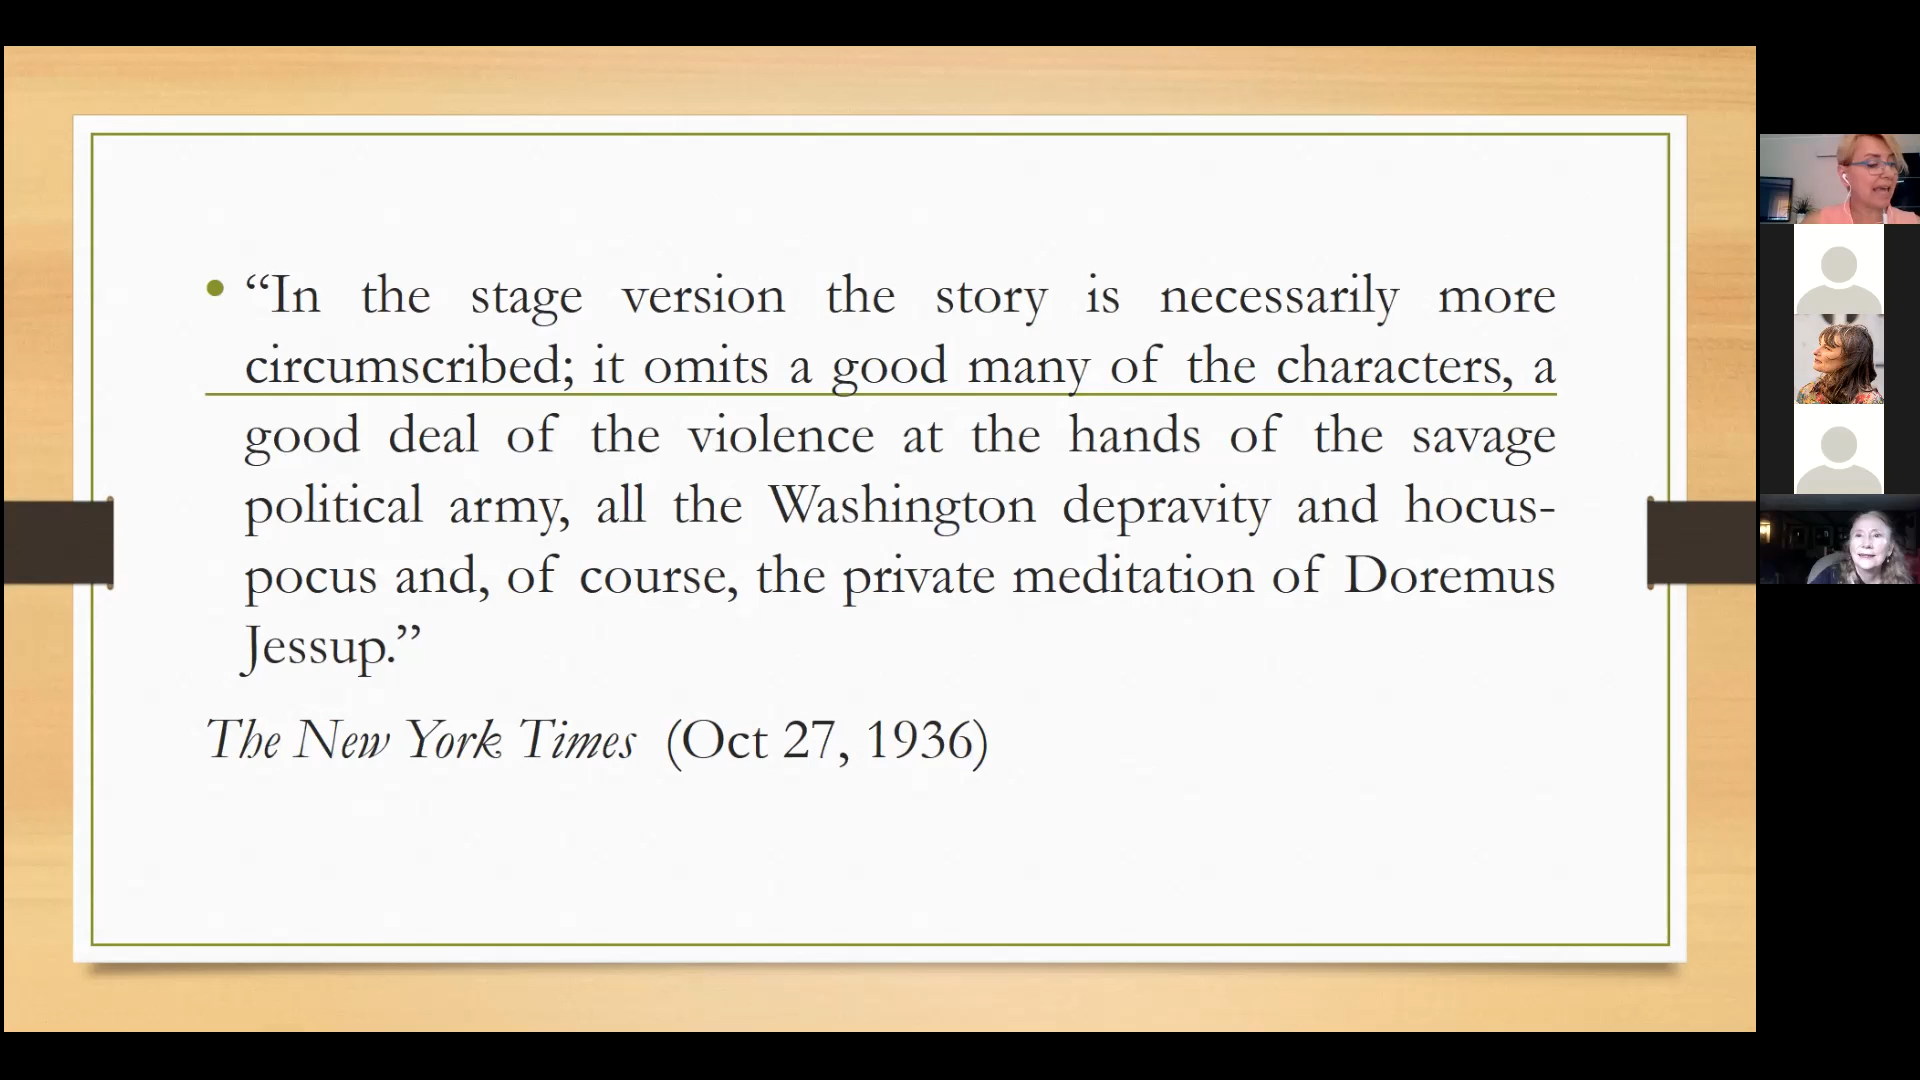 • “In the stage version the story is necessarily more
circumscribed; it omits a good many of the characters, a
good deal of the violence at the hands of the savage
political army, all the Washington depravity and hocus-
pocus and, of course, the private meditation of Doremus
Jessup.”
The New York Times (Oct 27, 1936)